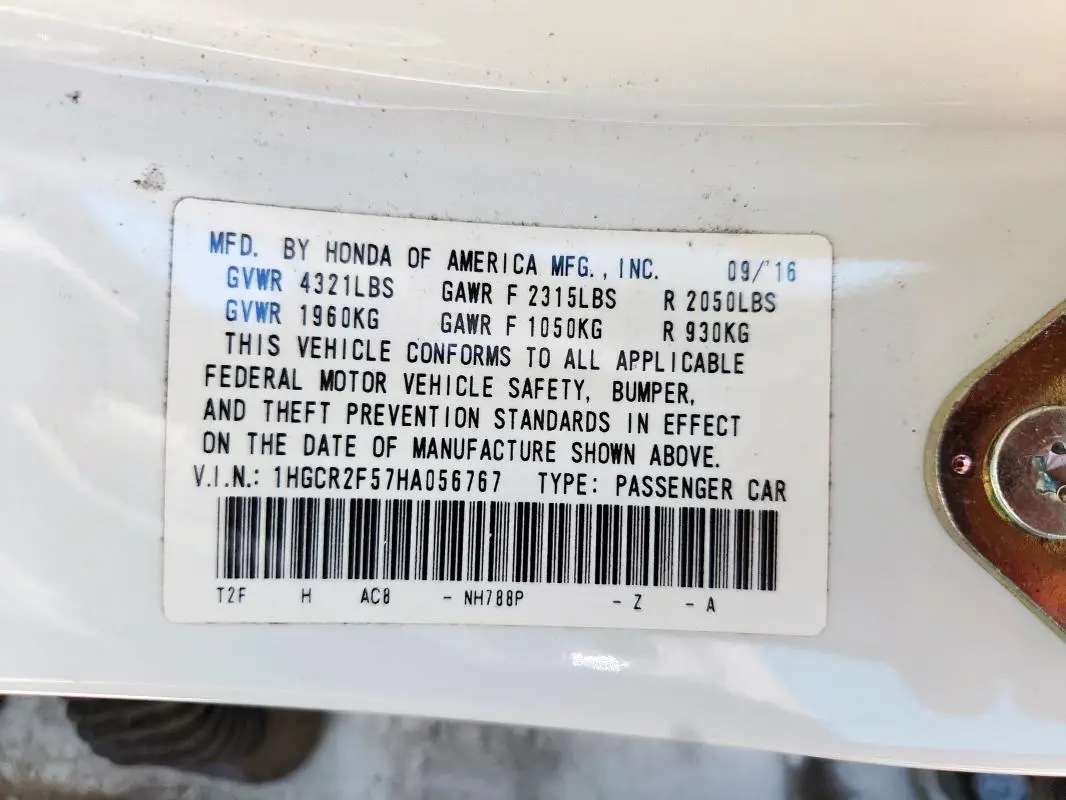 MFD. BY HONDA OF AMERICA MFG., INC. 09/'16
GVWR 4321LBS GAWR F 2315LBS R 2050LBS
GVWR 1960KG GAWR F 1050KG R 930KG
THIS VEHICLE CONFORMS TO ALL APPLICABLE
FEDERAL MOTOR VEHICLE SAFETY, BUMPER,
AND THEFT PREVENTION STANDARDS IN EFFECT
ON THE DATE OF MANUFACTURE SHOWN ABOVE.
V.I.N.: 1HGCR2F57HA056767 TYPE: PASSENGER CAR
T2F H AC8 - NH788P - Z - A